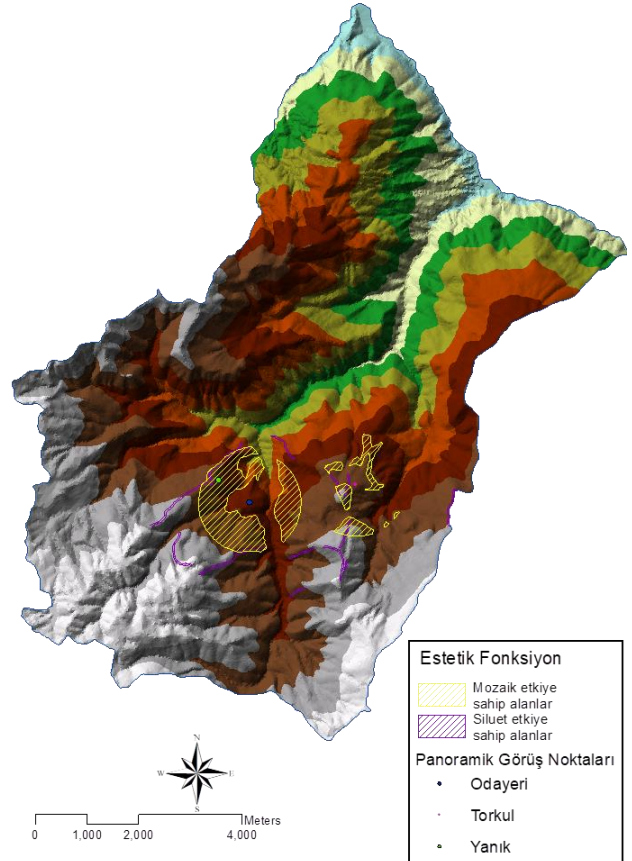 Estetik Fonksiyon
Mozaik etkiye
sahip alanlar
Siluet etkiye
sahip alanlar
Panoramik Görüş Noktaları
Odayeri
Torkul
Yanık
N
W E
S
Meters
0 1,000 2,000 4,000